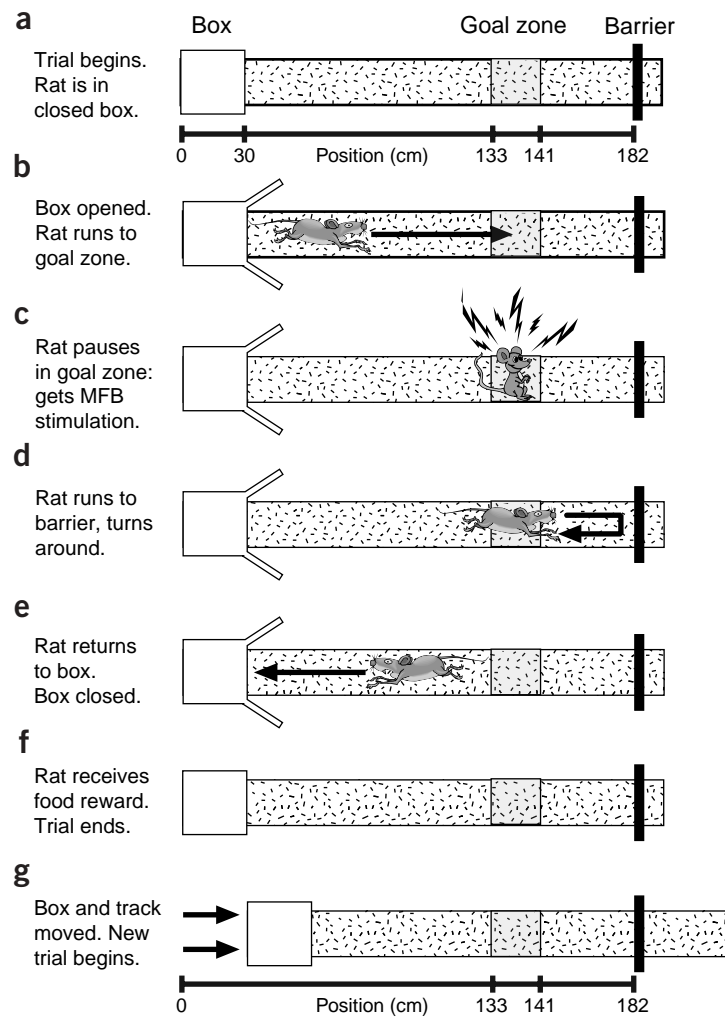 a
Box
Goal zone
Barrier
Trial begins.
Rat is in
closed box.
0 30 Position (cm) 133 141 182
b
Box opened.
Rat runs to
goal zone.
c
Rat pauses
in goal zone:
gets MFB
stimulation.
d
Rat runs to
barrier, turns
around.
e
Rat returns
to box.
Box closed.
f
Rat receives
food reward.
Trial ends.
g
Box and track
moved. New
trial begins.
0 Position (cm) 133 141 182